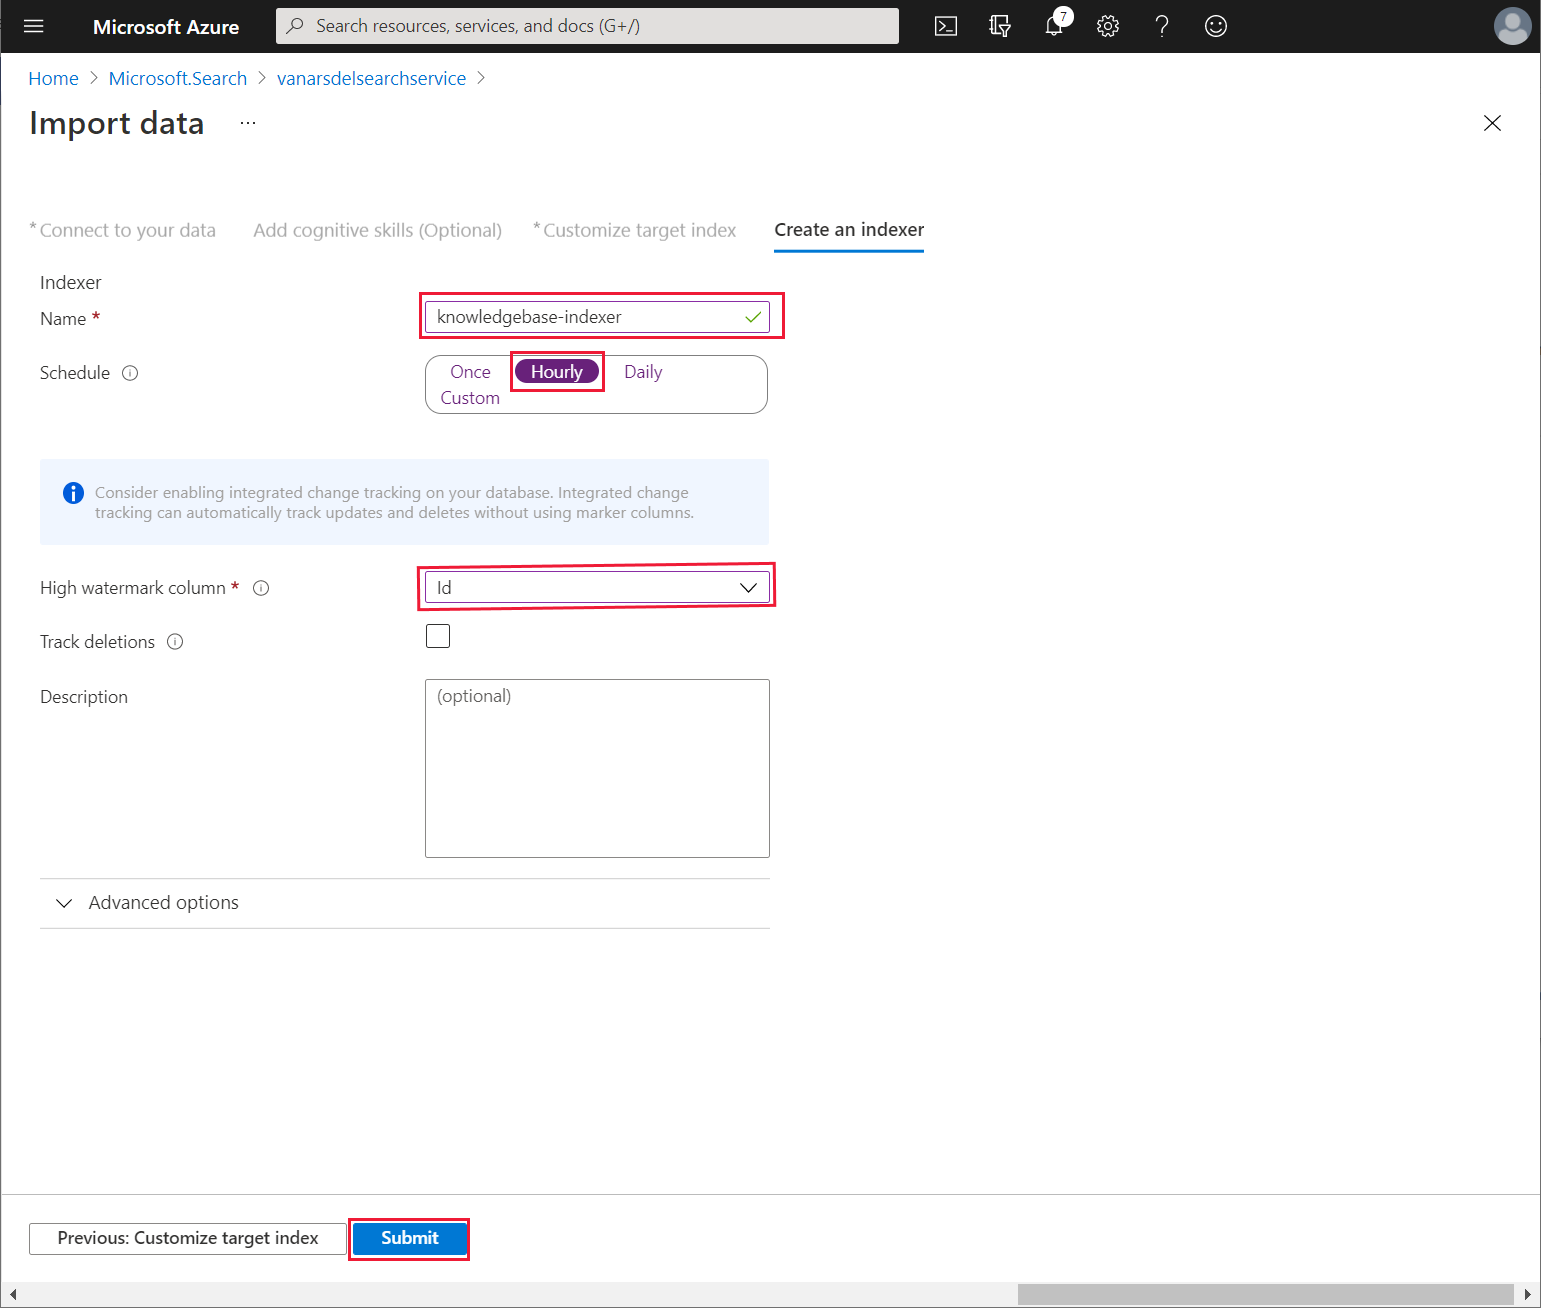 Microsoft Azure
Search resources, services, and docs (G+/)
7
Home > Microsoft.Search > vanarsdelsearchservice >
Import data ...
* Connect to your data
Add cognitive skills (Optional)
* Customize target index
Create an indexer
Indexer
Name *
knowledgebase-indexer
Schedule
Once
Hourly
Daily
Custom
Consider enabling integrated change tracking on your database. Integrated change
tracking can automatically track updates and deletes without using marker columns.
High watermark column *
Id
Track deletions
Description
(optional)
Advanced options
Previous: Customize target index
Submit